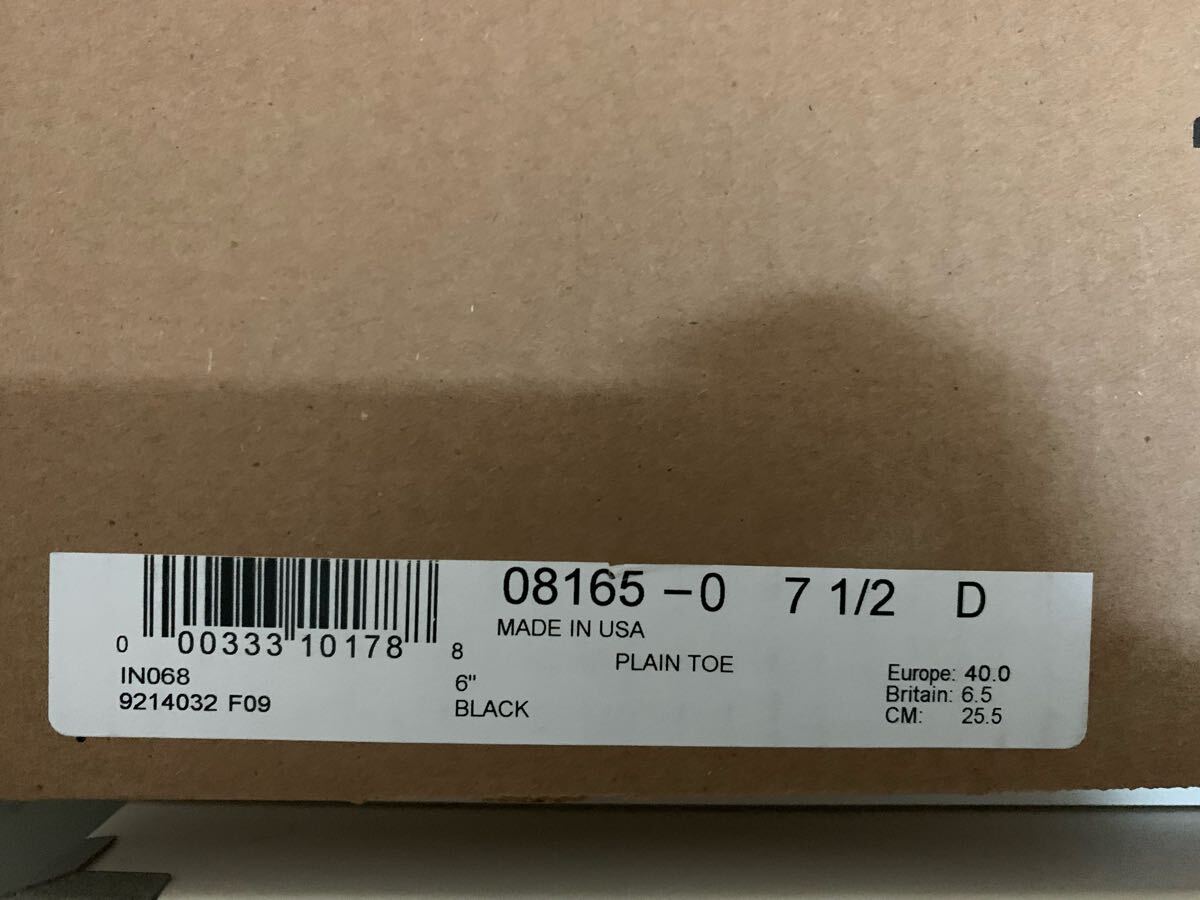 08165 -0 7 1/2 D
MADE IN USA
0 00333 10178 8
PLAIN TOE
IN068
6"
Europe: 40.0
9214032 F09
BLACK
Britain: 6.5
CM: 25.5